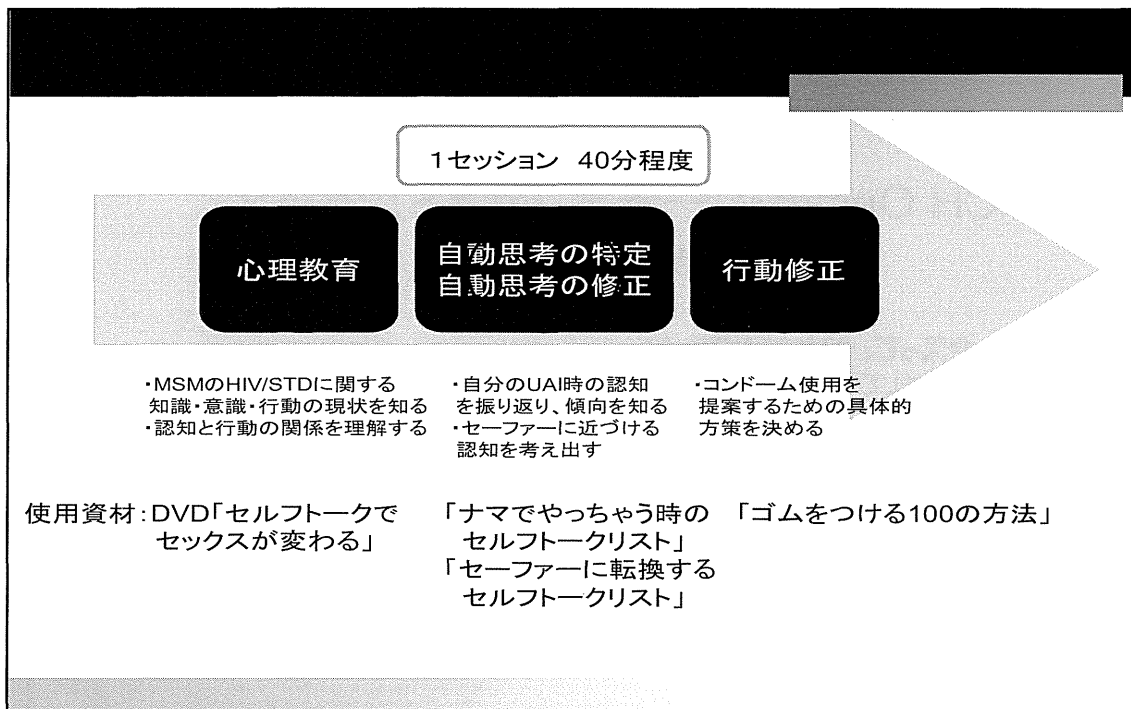 1セッション 40分程度
心理教育
自動思考の特定
自動思考の修正
行動修正
・MSMのHIV/STDに関する
知識・意識・行動の現状を知る
・認知と行動の関係を理解する
・自分のUAI時の認知
を振り返り、傾向を知る
・セーファーに近づける
認知を考え出す
・コンドーム使用を
提案するための具体的
方策を決める
使用資材:DVD「セルフトークで
セックスが変わる」
「ナマでやっちゃう時の
セルフトークリスト」
「セーファーに転換する
セルフトークリスト」
「ゴムをつける100の方法」